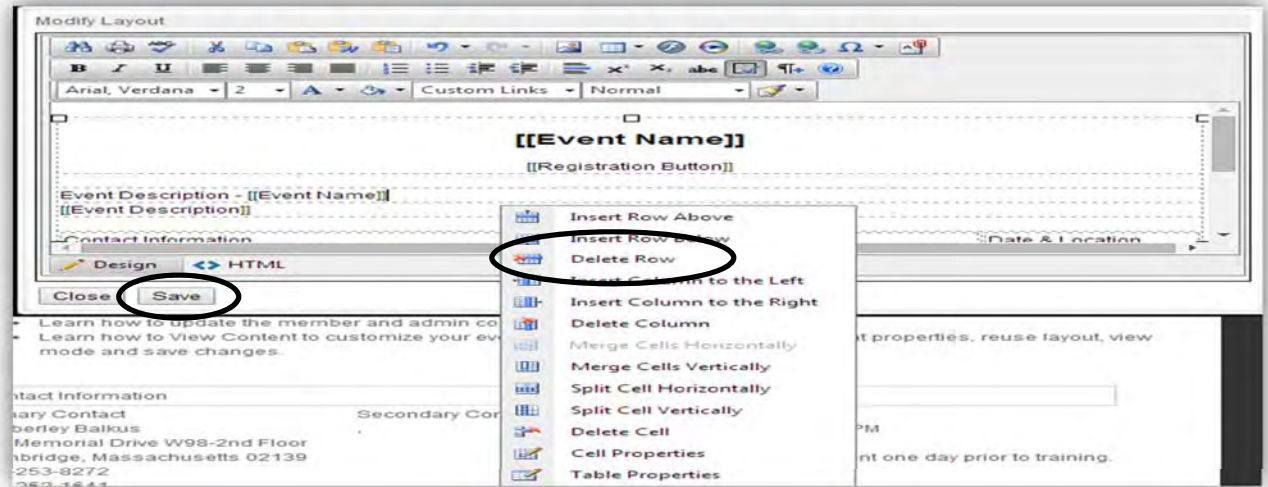 Modify Layout
B I U abc
Arial, Verdana 2 A Custom Links Normal
[[Event Name]]
[[Registration Button]]
Event Description - [[Event Name]]
[[Event Description]]
Contact Information Date & Location
Design <> HTML
Close Save
Insert Row Above
Insert Row Below
Delete Row
Insert Column to the Left
Insert Column to the Right
Delete Column
Merge Cells Horizontally
Merge Cells Vertically
Split Cell Horizontally
Split Cell Vertically
Delete Cell
Cell Properties
Table Properties
Learn how to update the member and admin co
Learn how to View Content to customize your ev t properties, reuse layout, view
mode and save changes.
ntact Information
ary Contact Secondary Con
berley Balkus PM
Memorial Drive W98-2nd Floor
nbridge, Massachusetts 02139 nt one day prior to training.
-253-8272